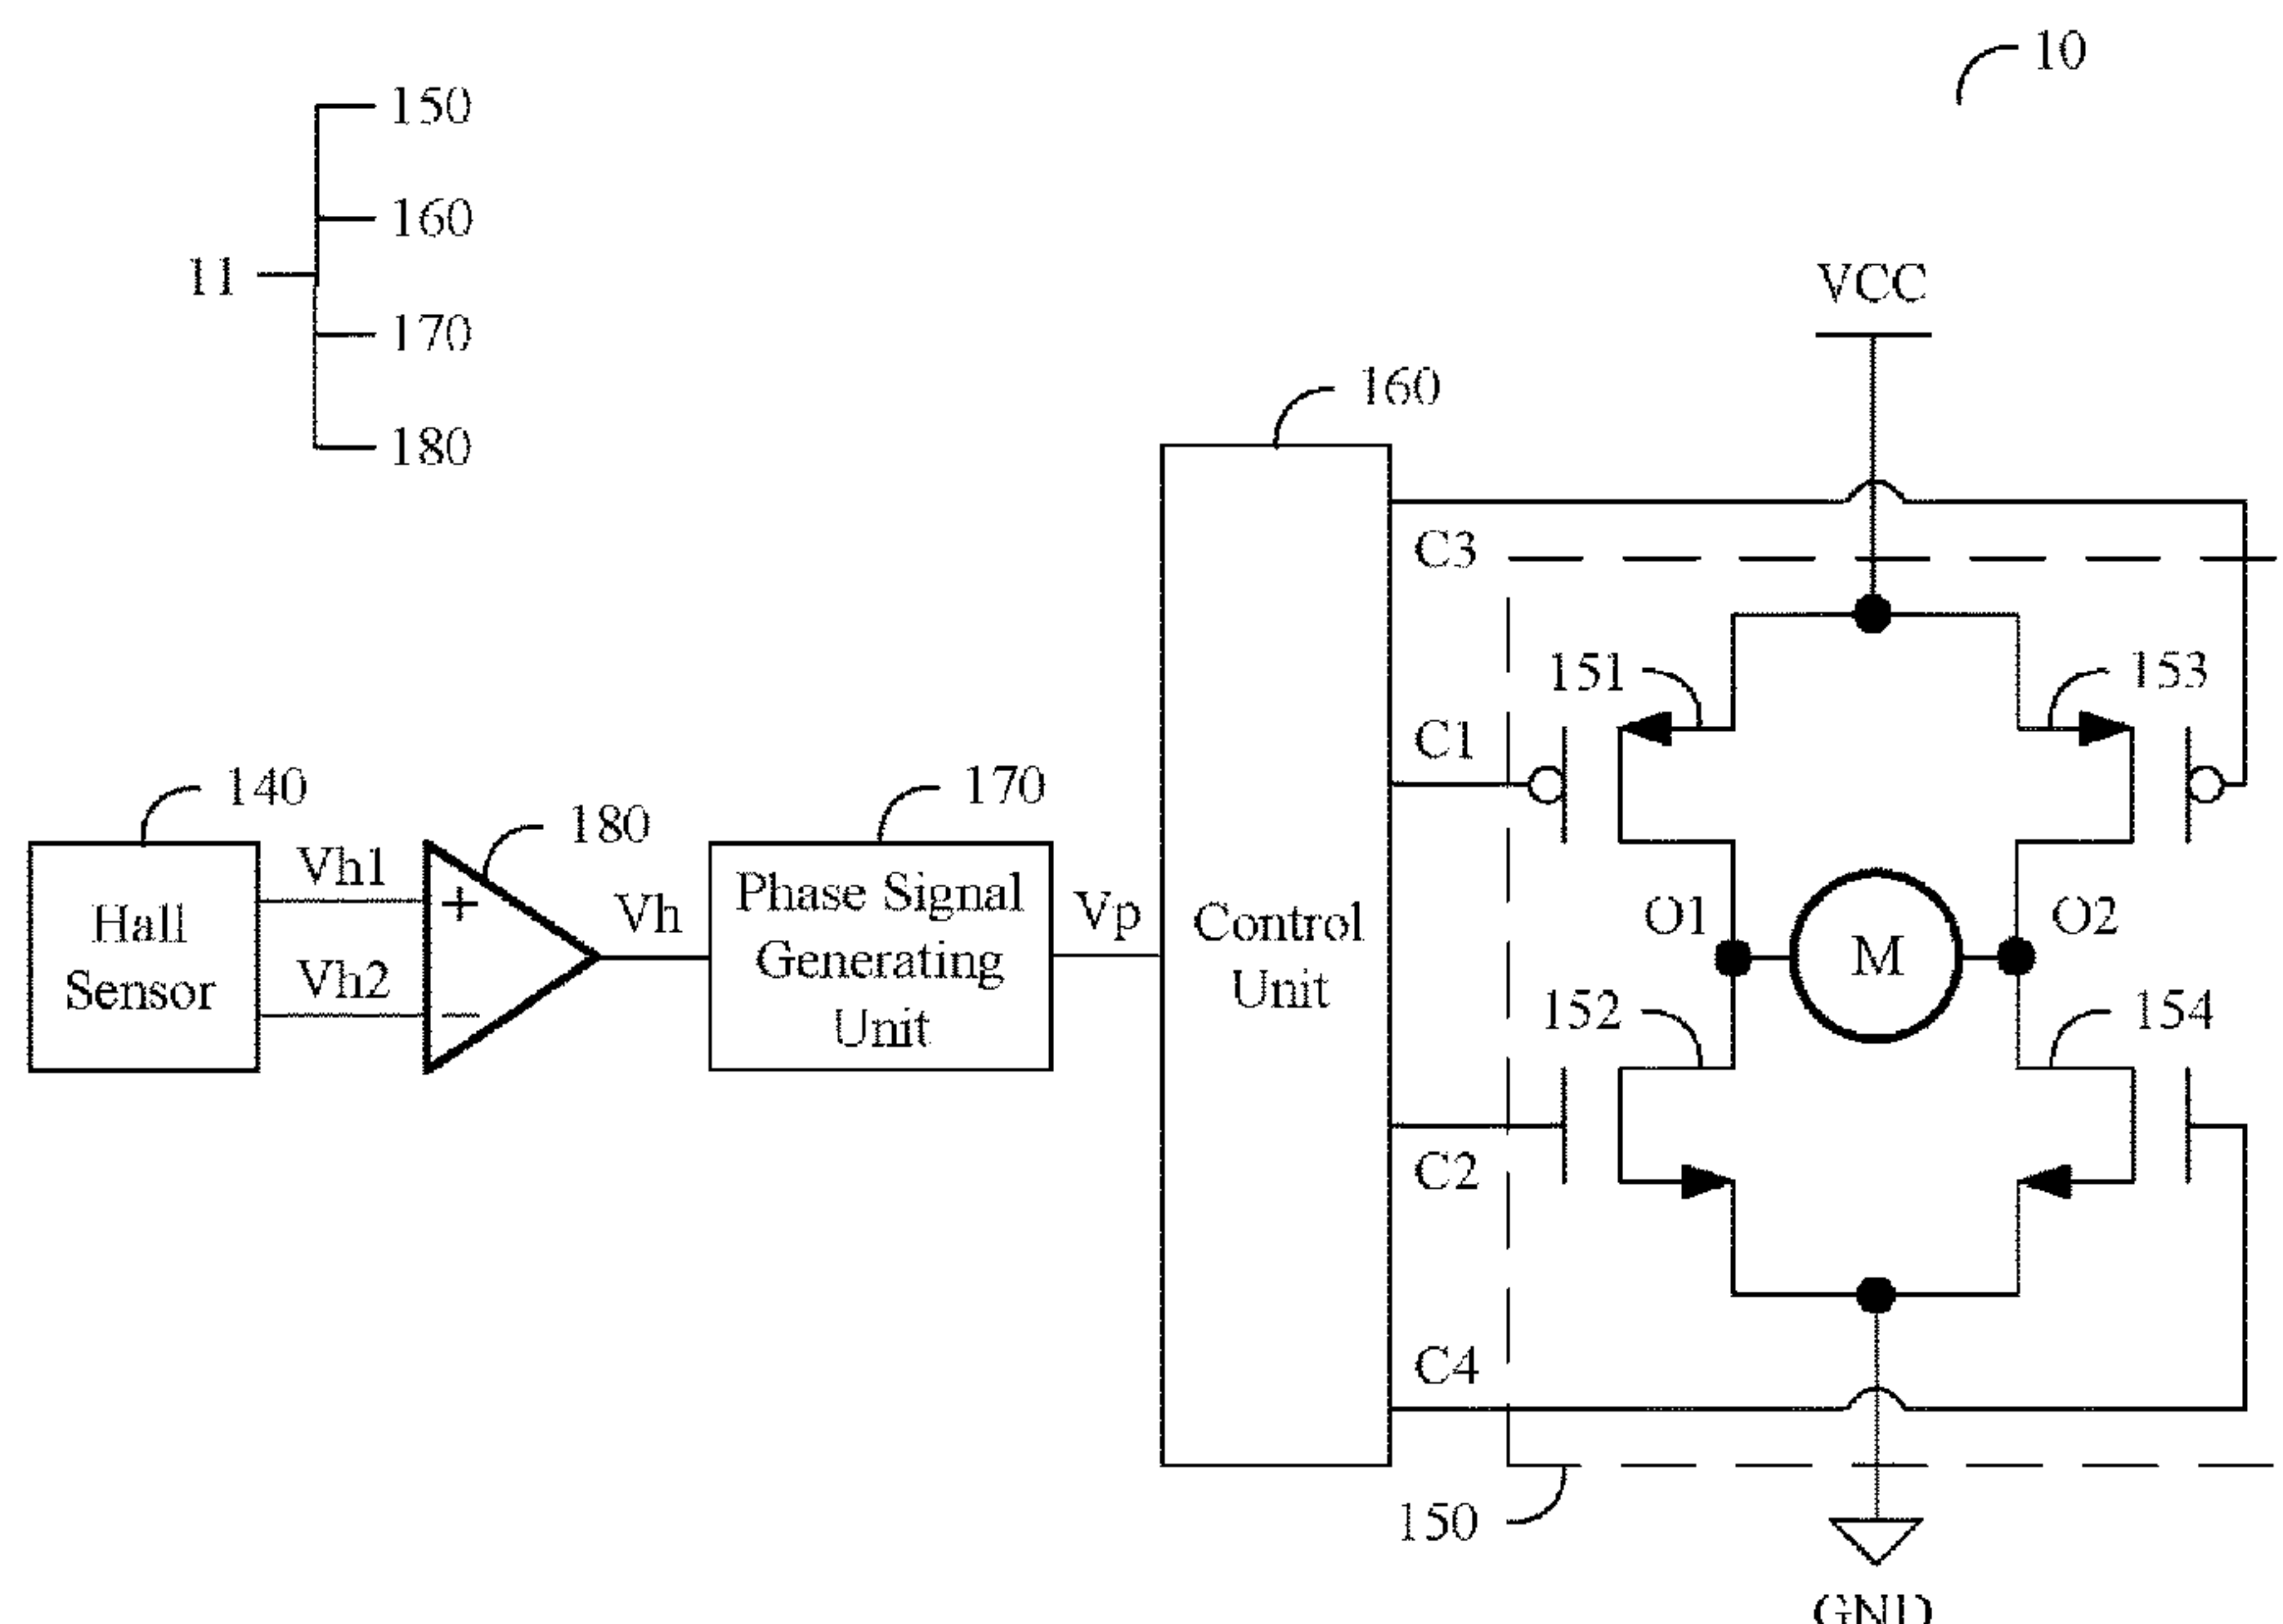 10
150
160
11
170
180
VCC
160
C3
151
153
C1
140
180
170
Vh1
Vh
Phase Signal
Generating
Unit
Vp
Hall
Sensor
Vh2
+
−
Control
Unit
O1
M
O2
152
154
C2
C4
150
GND